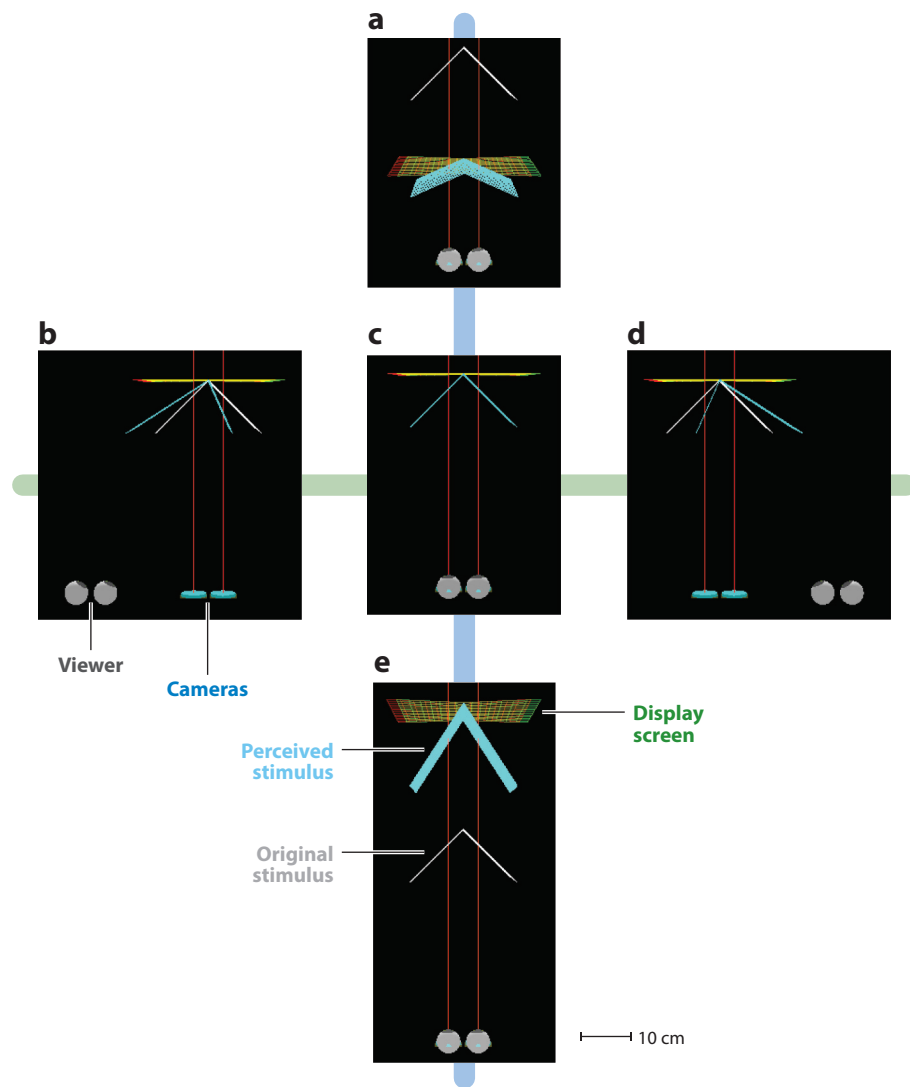 a
b
c
d
Viewer
Cameras
e
Display
screen
Perceived
stimulus
Original
stimulus
10 cm